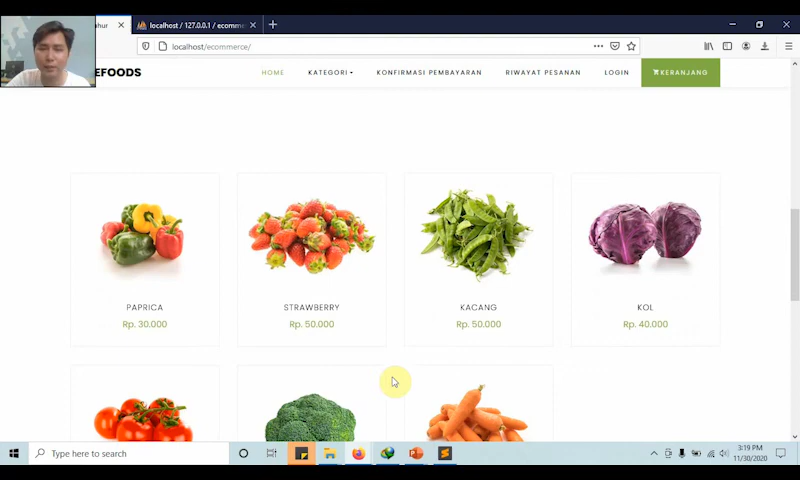 ahur
localhost / 127.0.0.1 / ecomme
localhost/ecommerce/
EFOODS
HOME
KATEGORI
KONFIRMASI PEMBAYARAN
RIWAYAT PESANAN
LOGIN
KERANJANG
PAPRICA
STRAWBERRY
KACANG
KOL
Rp. 30.000
Rp. 50.000
Rp. 50.000
Rp. 40.000
Type here to search
3:19 PM
11/30/2020